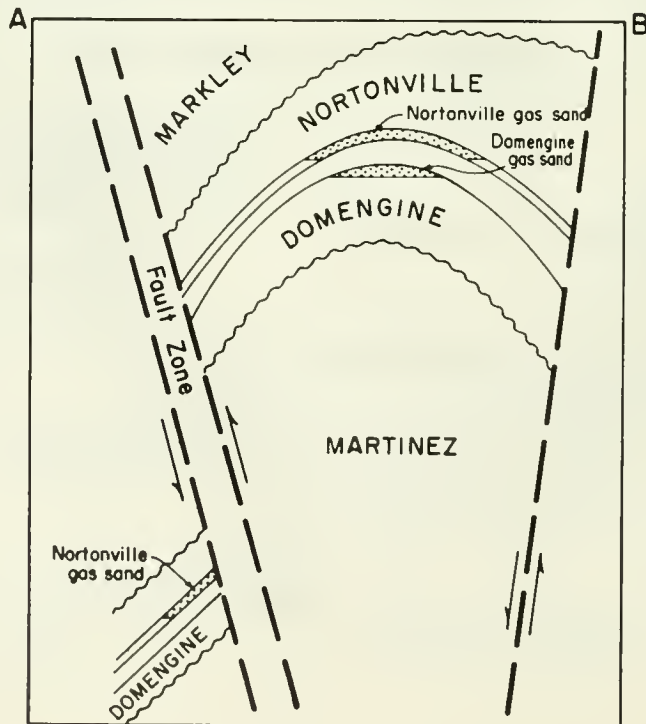 A
B
MARKLEY
NORTONVILLE
Nortonville gas sand
Domengine
gas sand
DOMENGINE
Fault Zone
MARTINEZ
Nortonville
gas sand
DOMENGINE